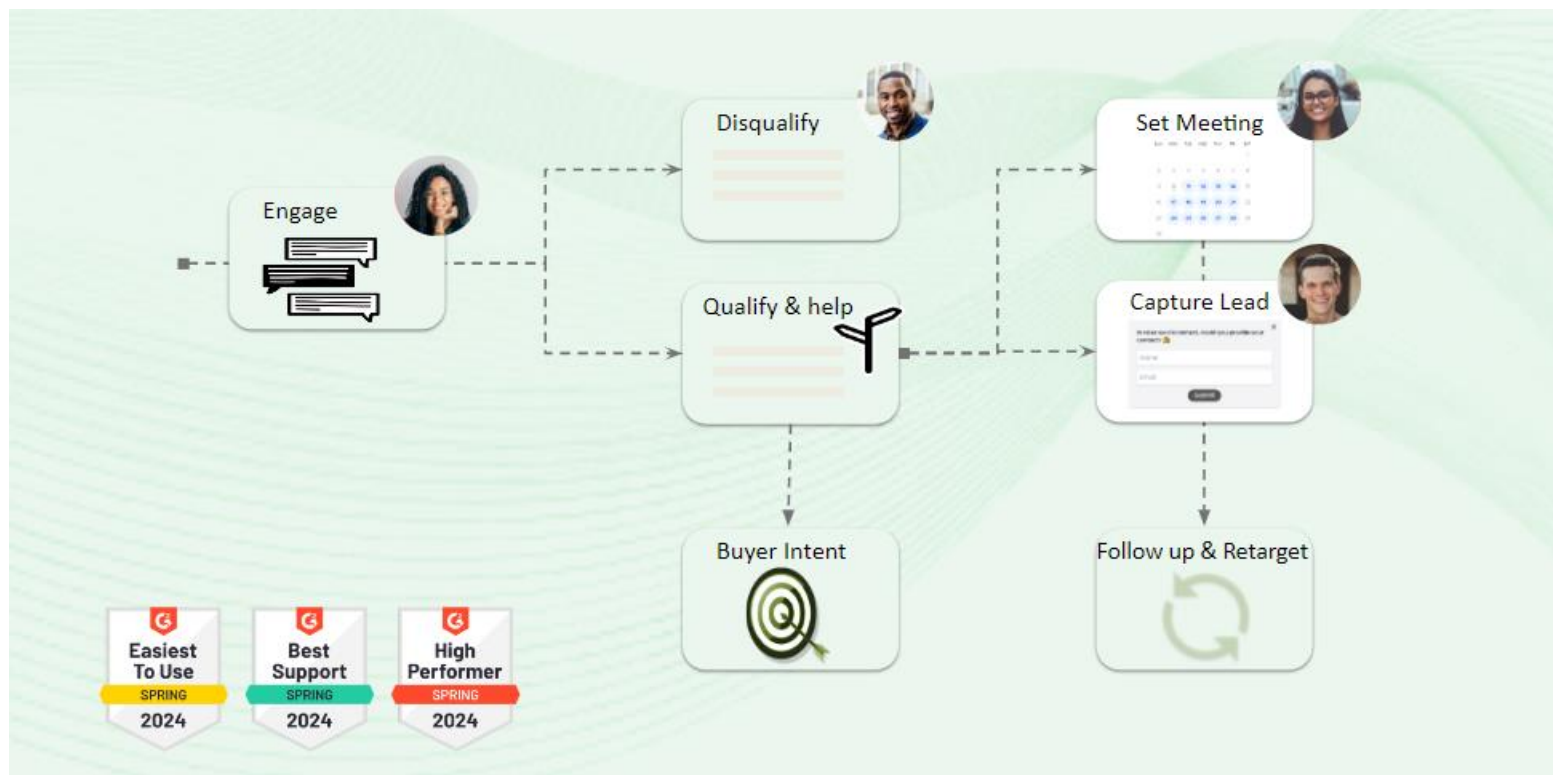 Disqualify
Set Meeting
Engage
Qualify & help
Capture Lead
Buyer Intent
Follow up & Retarget
Easiest
To Use
SPRING
2024
Best
Support
SPRING
2024
High
Performer
SPRING
2024